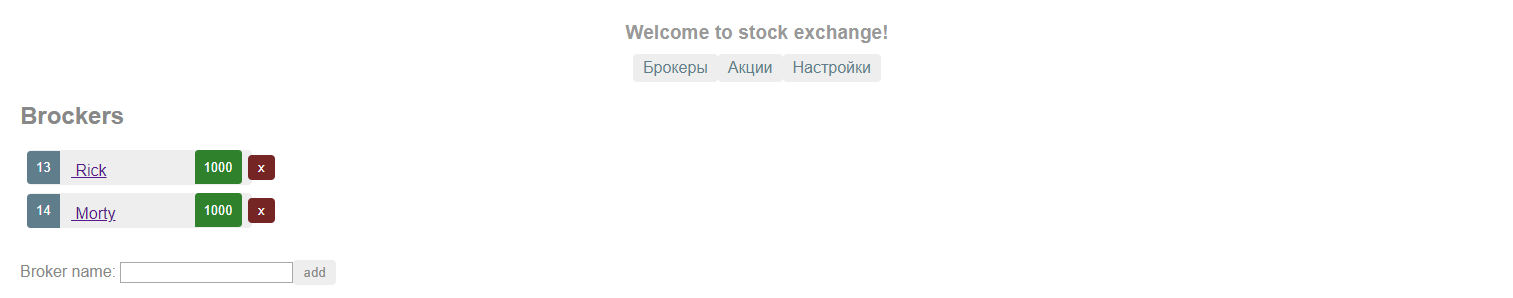 Welcome to stock exchange!
Брокеры Акции Настройки
Brockers
13 Rick 1000 x
14 Morty 1000 x
Broker name: add